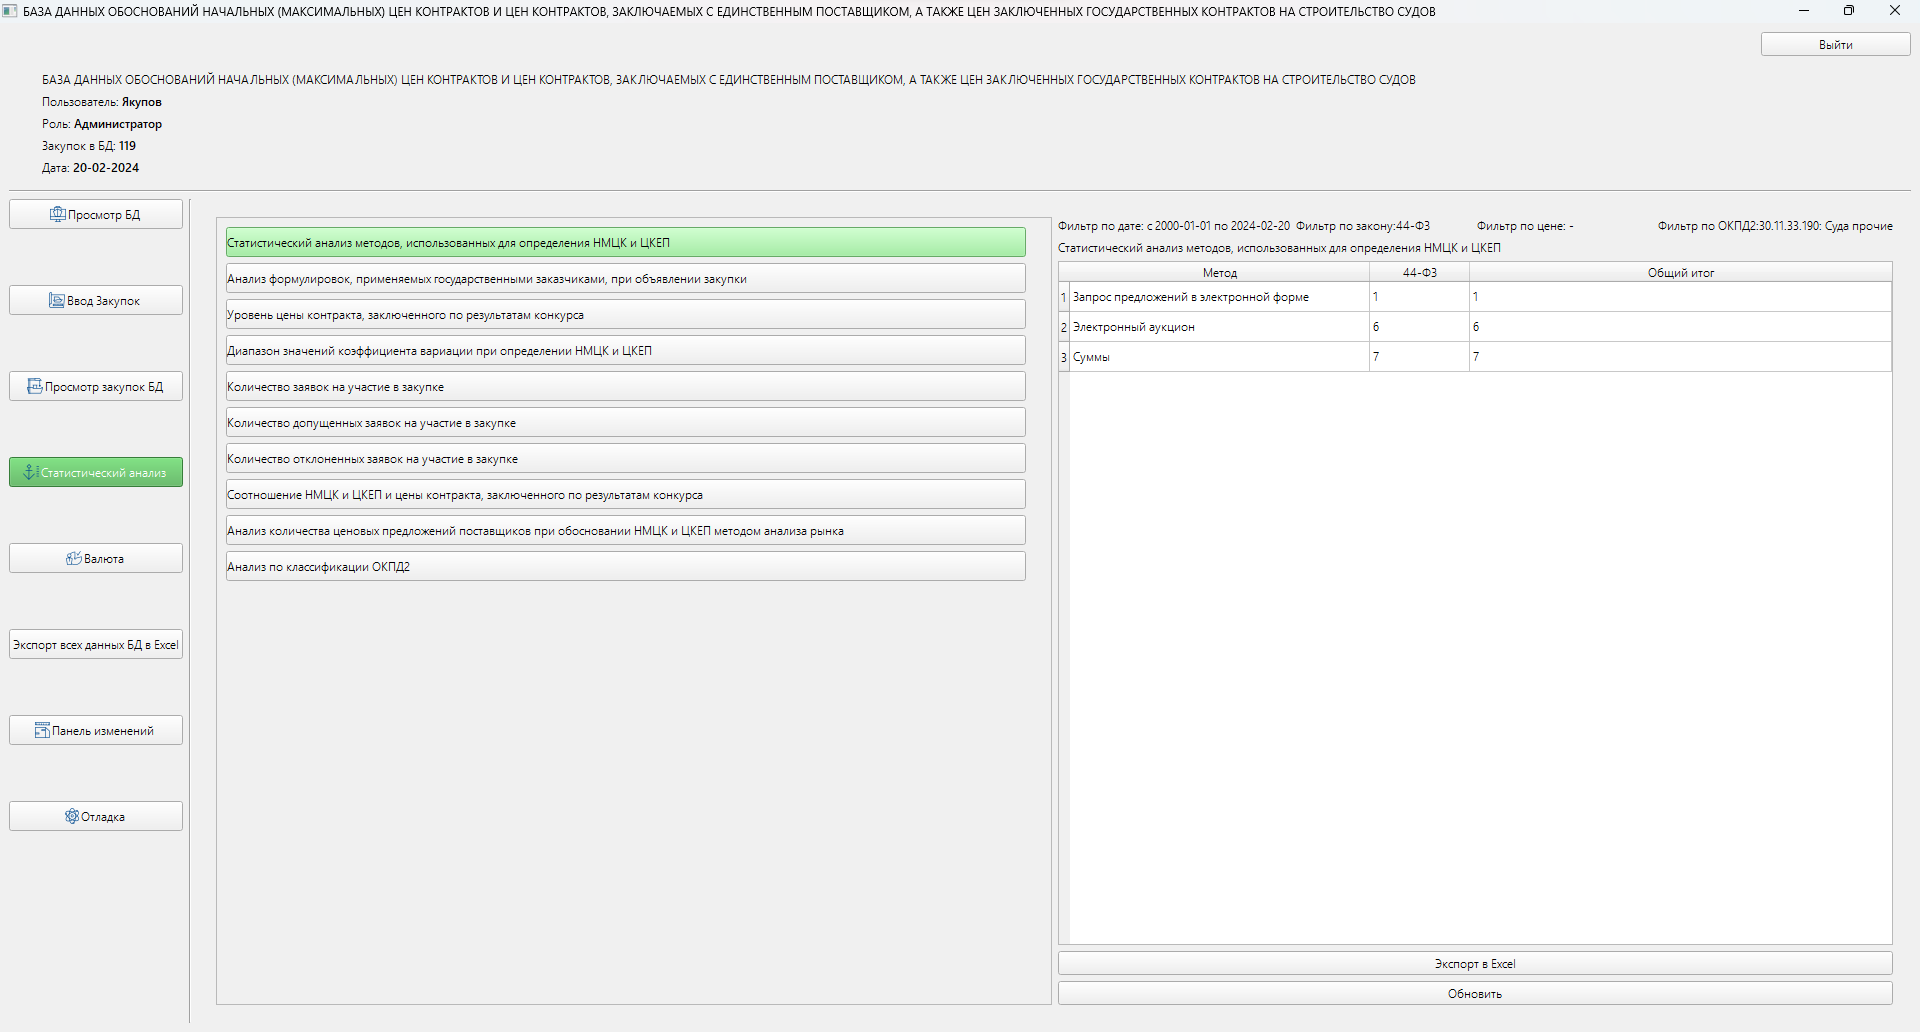 БАЗА ДАННЫХ ОБОСНОВАНИЙ НАЧАЛЬНЫХ (МАКСИМАЛЬНЫХ) ЦЕН КОНТРАКТОВ И ЦЕН КОНТРАКТОВ, ЗАКЛЮЧАЕМЫХ С ЕДИНСТВЕННЫМ ПОСТАВЩИКОМ, А ТАКЖЕ ЦЕН ЗАКЛЮЧЕННЫХ ГОСУДАРСТВЕННЫХ КОНТРАКТОВ НА СТРОИТЕЛЬСТВО СУДОВ
Выйти
БАЗА ДАННЫХ ОБОСНОВАНИЙ НАЧАЛЬНЫХ (МАКСИМАЛЬНЫХ) ЦЕН КОНТРАКТОВ И ЦЕН КОНТРАКТОВ, ЗАКЛЮЧАЕМЫХ С ЕДИНСТВЕННЫМ ПОСТАВЩИКОМ, А ТАКЖЕ ЦЕН ЗАКЛЮЧЕННЫХ ГОСУДАРСТВЕННЫХ КОНТРАКТОВ НА СТРОИТЕЛЬСТВО СУДОВ
Пользователь: Якупов
Роль: Администратор
Закупок в БД: 119
Дата: 20-02-2024
Просмотр БД
Ввод Закупок
Просмотр закупок БД
Статистический анализ
Валюта
Экспорт всех данных БД в Excel
Панель изменений
Отладка
Статистический анализ методов, использованных для определения НМЦК и ЦКЕП
Анализ формулировок, применяемых государственными заказчиками, при объявлении закупки
Уровень цены контракта, заключенного по результатам конкурса
Диапазон значений коэффициента вариации при определении НМЦК и ЦКЕП
Количество заявок на участие в закупке
Количество допущенных заявок на участие в закупке
Количество отклоненных заявок на участие в закупке
Соотношение НМЦК и ЦКЕП и цены контракта, заключенного по результатам конкурса
Анализ количества ценовых предложений поставщиков при обосновании НМЦК и ЦКЕП методом анализа рынка
Анализ по классификации ОКПД2
Фильтр по дате: с 2000-01-01 по 2024-02-20 Фильтр по закону:44-ФЗ Фильтр по цене: - Фильтр по ОКПД2:30.11.33.190: Суда прочие
Статистический анализ методов, использованных для определения НМЦК и ЦКЕП
Метод 44-ФЗ Общий итог
1 Запрос предложений в электронной форме 1 1
2 Электронный аукцион 6 6
3 Суммы 7 7
Экспорт в Excel
Обновить